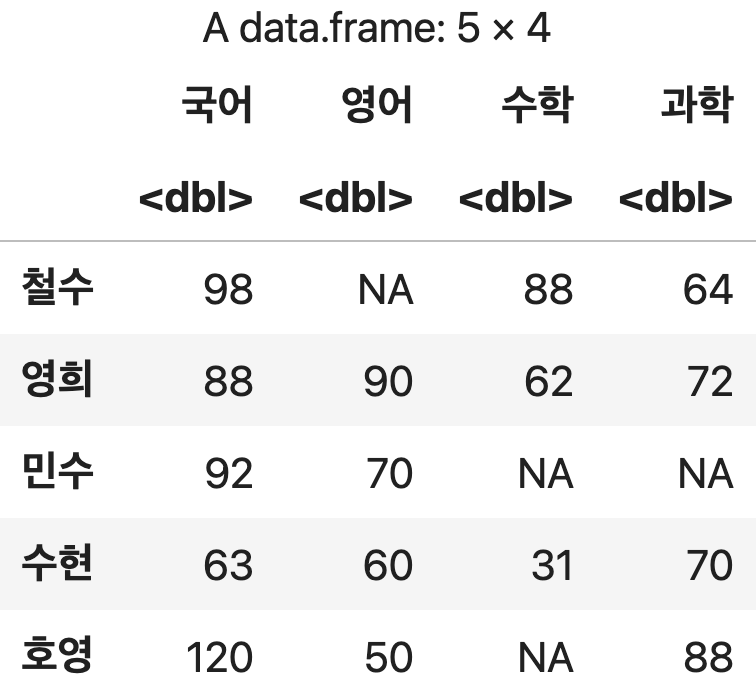 A data.frame: 5 × 4
국어 영어 수학 과학
<dbl> <dbl> <dbl> <dbl>
철수 98 NA 88 64
영희 88 90 62 72
민수 92 70 NA NA
수현 63 60 31 70
호영 120 50 NA 88